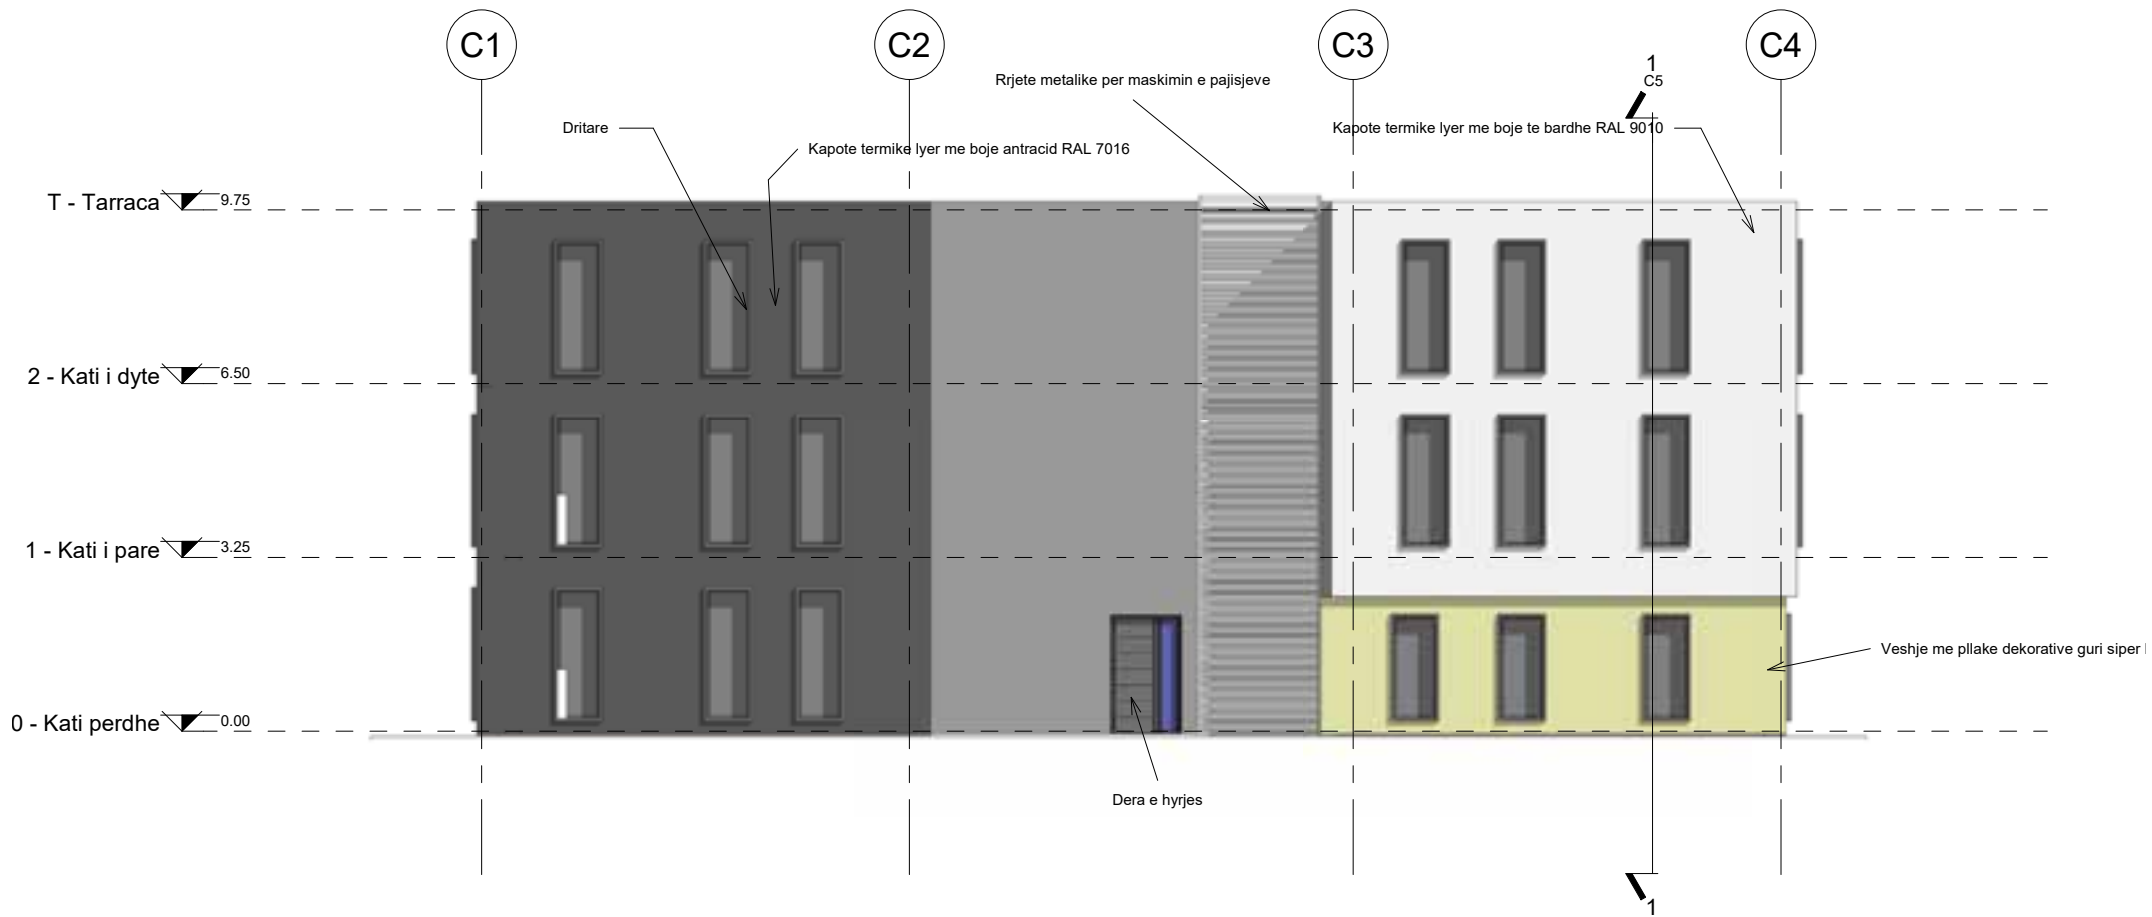 C1
C2
C3
C4
1
C5
Rrjete metalike per maskimin e pajisjeve
Dritare
Kapote termike lyer me boje te bardhe RAL 9010
Kapote termike lyer me boje antracid RAL 7016
T - Tarraca 9.75
2 - Kati i dyte 6.50
1 - Kati i pare 3.25
Veshje me pllake dekorative guri siper
0 - Kati perdhe 0.00
Dera e hyrjes
1